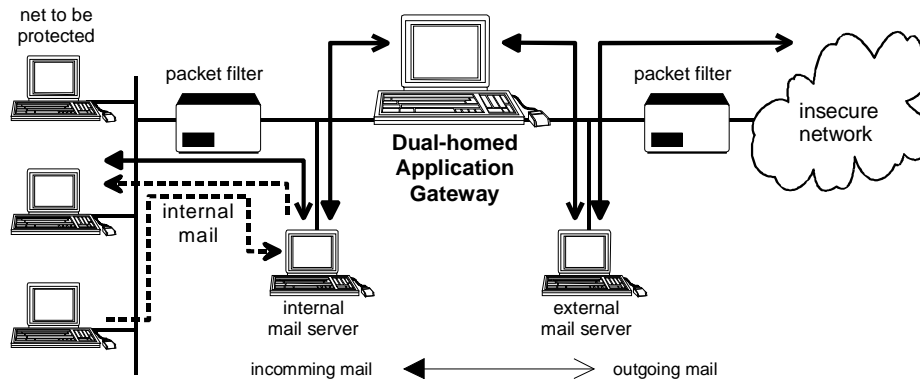 net to be
protected
packet filter
packet filter
insecure
network
Dual-homed
Application
Gateway
internal
mail
internal
mail server
external
mail server
incomming mail
outgoing mail